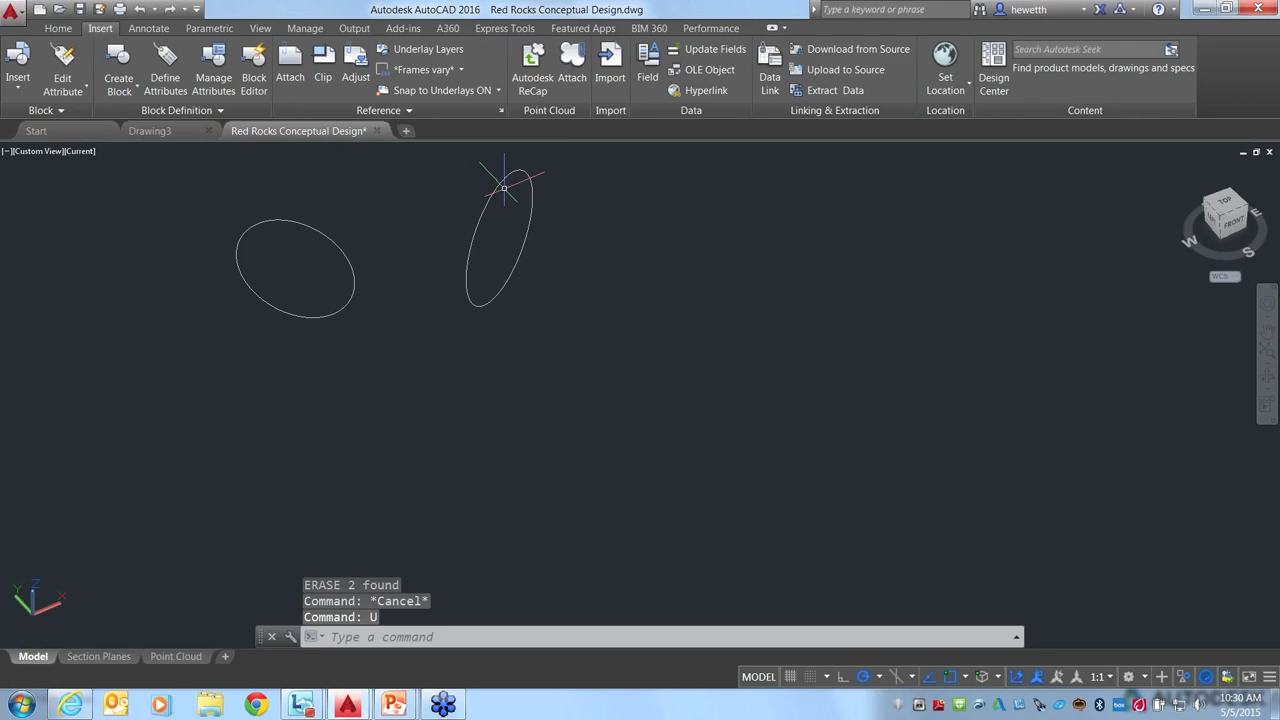 Autodesk AutoCAD 2016 Red Rocks Conceptual Design.dwg
Type a keyword or phrase
hewetth
Home Insert Annotate Parametric View Manage Output Add-ins A360 Express Tools Featured Apps BIM 360 Performance
Insert
Edit Attribute
Create Block
Define Attributes
Manage Attributes
Block Editor
Attach
Clip
Adjust
Underlay Layers
*Frames vary*
Snap to Underlays ON
Autodesk ReCap
Attach
Import
Field
Update Fields
OLE Object
Hyperlink
Data Link
Download from Source
Upload to Source
Extract Data
Set Location
Design Center
Search Autodesk Seek
Find product models, drawings and specs
Block Block Definition Reference Point Cloud Import Data Linking & Extraction Location Content
Start Drawing3 Red Rocks Conceptual Design*
[−][Custom View][Current]
TOP
FRONT
E
W
S
WCS
ERASE 2 found
Command: *Cancel*
Command: U
Type a command
Y Z X
Model Section Planes Point Cloud
MODEL 1:1
10:30 AM
5/5/2015